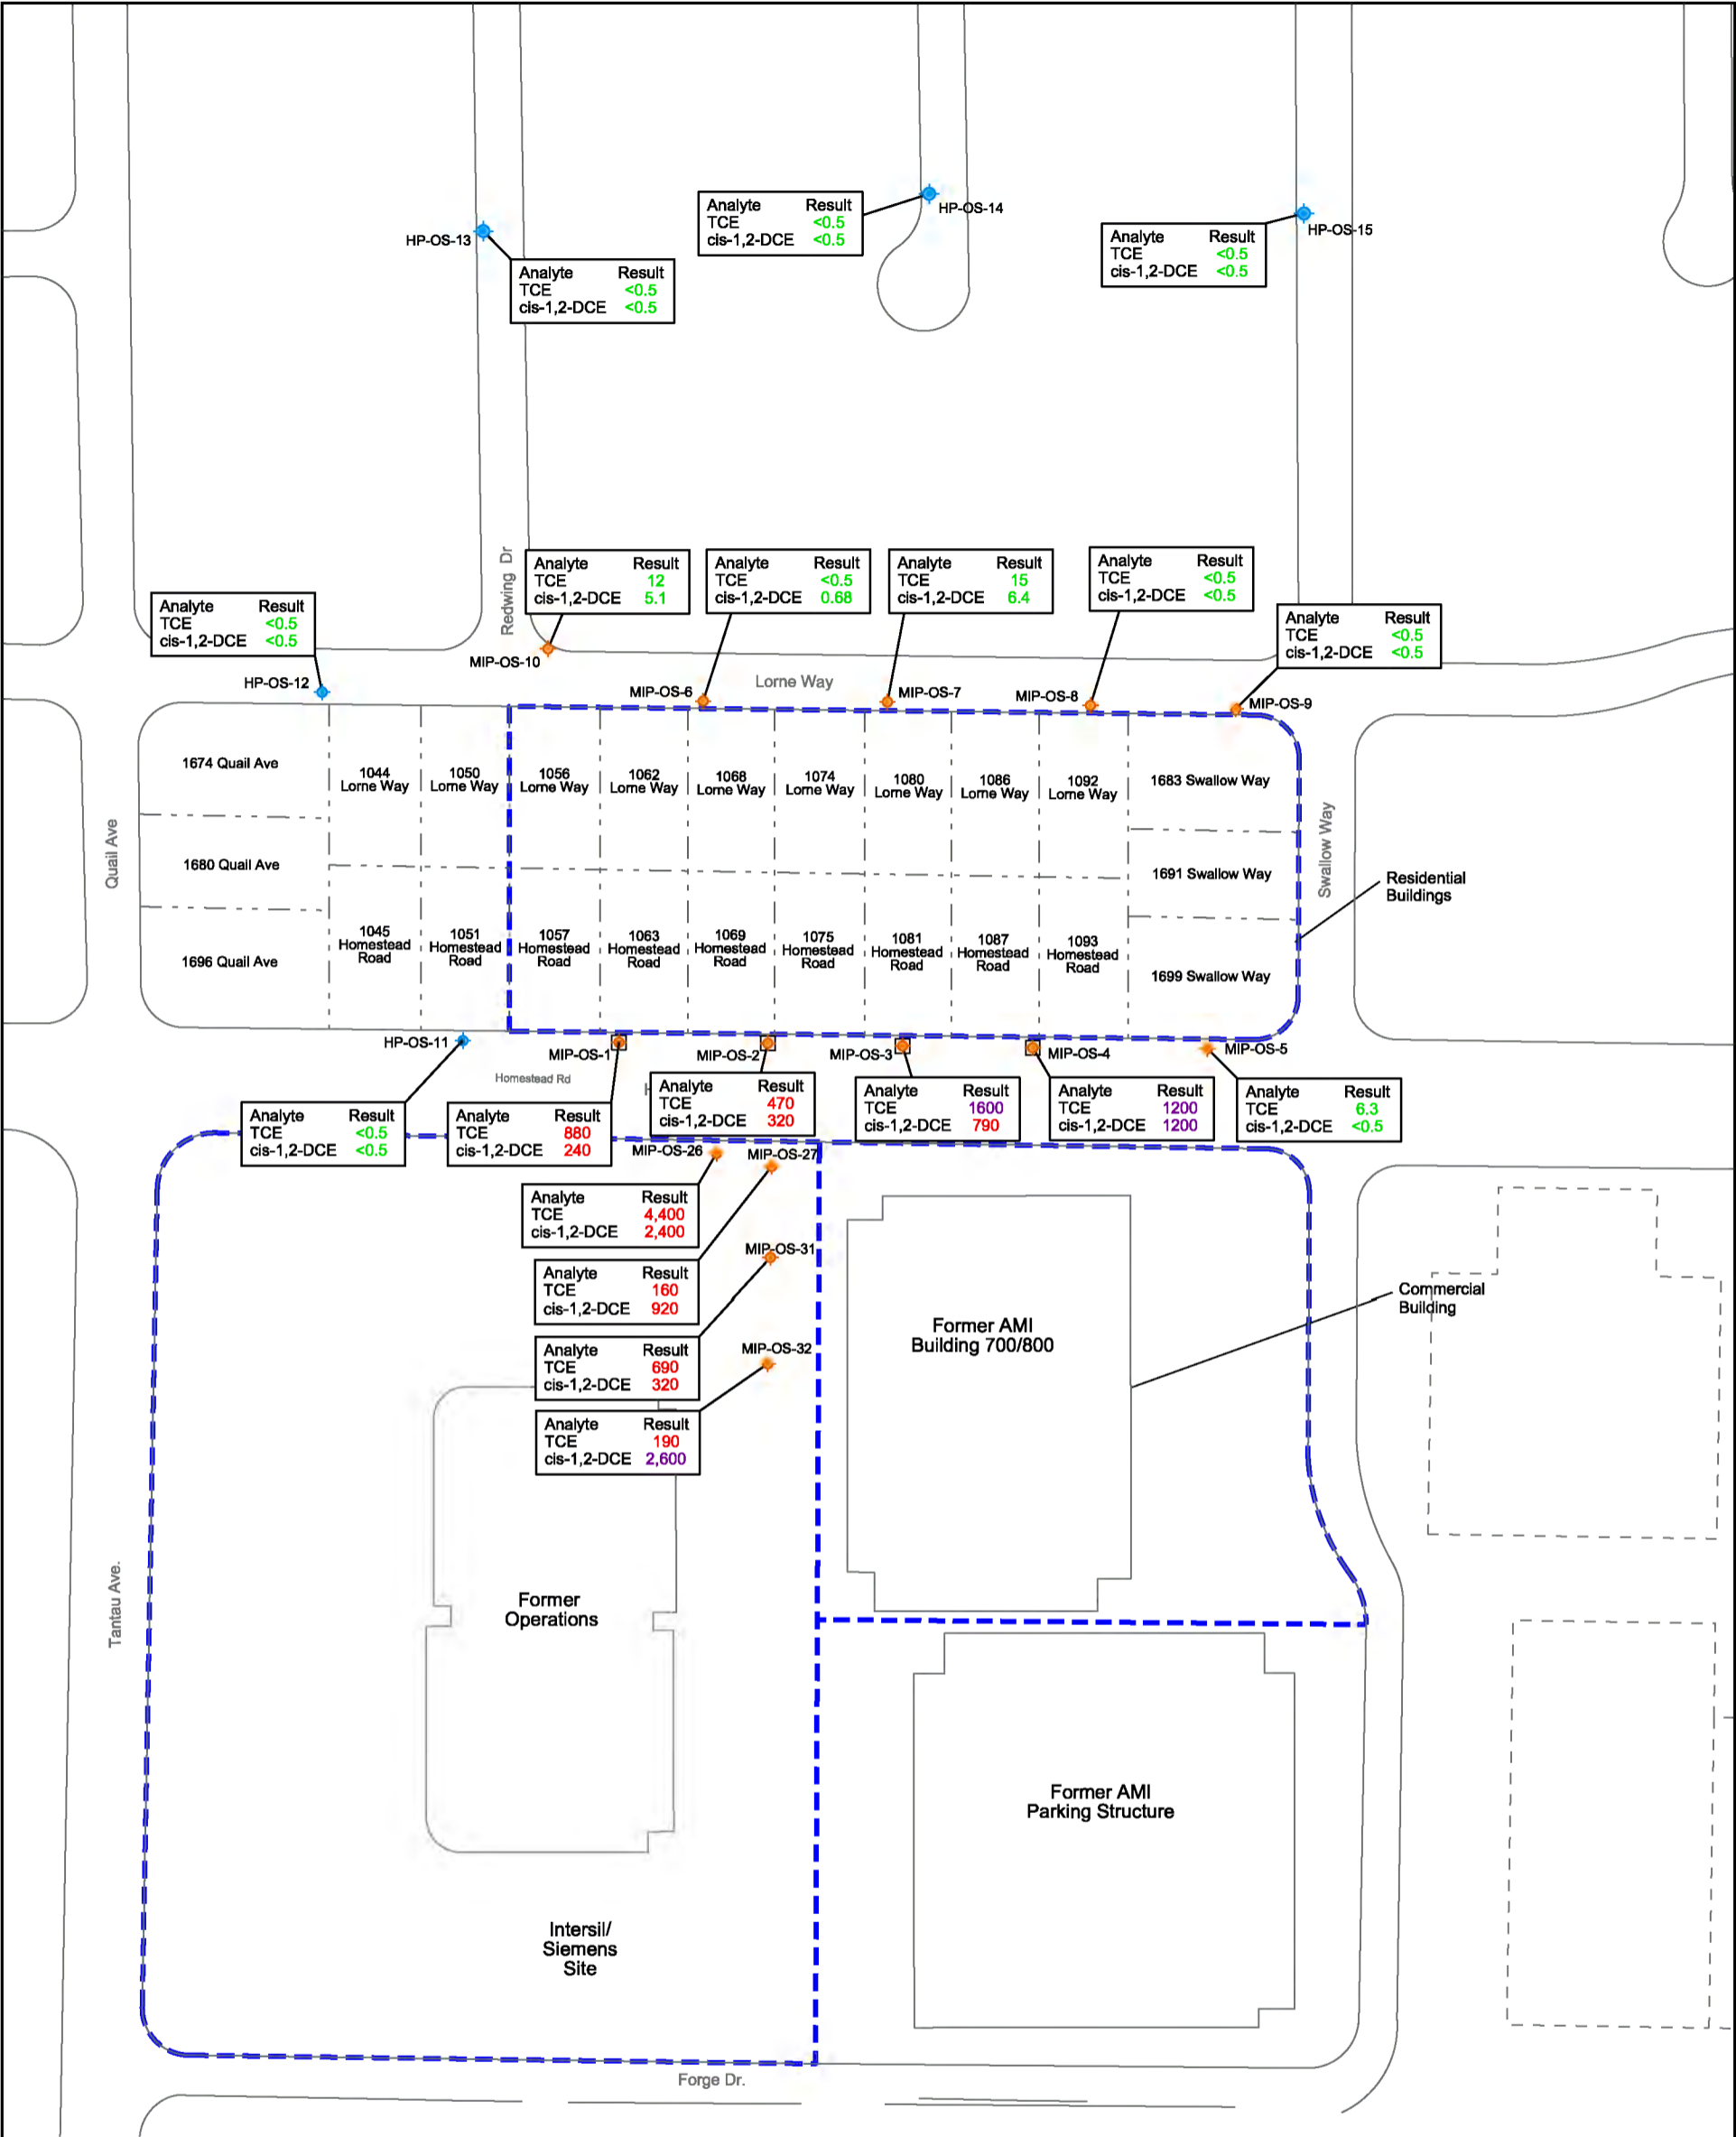 Analyte Result
TCE <0.5
cis-1,2-DCE <0.5
HP-OS-14
Analyte Result
TCE <0.5
cis-1,2-DCE <0.5
HP-OS-15
HP-OS-13
Analyte Result
TCE <0.5
cis-1,2-DCE <0.5
Redwing Dr
Analyte Result
TCE 12
cis-1,2-DCE 5.1
Analyte Result
TCE <0.5
cis-1,2-DCE 0.68
Analyte Result
TCE 15
cis-1,2-DCE 6.4
Analyte Result
TCE <0.5
cis-1,2-DCE <0.5
Analyte Result
TCE <0.5
cis-1,2-DCE <0.5
Analyte Result
TCE <0.5
cis-1,2-DCE <0.5
MIP-OS-10
HP-OS-12
MIP-OS-6
Lorne Way
MIP-OS-7
MIP-OS-8
MIP-OS-9
1674 Quail Ave
1044
Lorne Way
1050
Lorne Way
1056
Lorne Way
1062
Lorne Way
1068
Lorne Way
1074
Lorne Way
1080
Lorne Way
1086
Lorne Way
1092
Lorne Way
1683 Swallow Way
Quail Ave
1680 Quail Ave
1691 Swallow Way
Swallow Way
Residential
Buildings
1696 Quail Ave
1045
Homestead
Road
1051
Homestead
Road
1057
Homestead
Road
1063
Homestead
Road
1069
Homestead
Road
1075
Homestead
Road
1081
Homestead
Road
1087
Homestead
Road
1093
Homestead
Road
1699 Swallow Way
HP-OS-11
MIP-OS-1
MIP-OS-2
MIP-OS-3
MIP-OS-4
MIP-OS-5
Homestead Rd
Analyte Result
TCE <0.5
cis-1,2-DCE <0.5
Analyte Result
TCE 880
cis-1,2-DCE 240
Analyte Result
TCE 470
cis-1,2-DCE 320
Analyte Result
TCE 1600
cis-1,2-DCE 790
Analyte Result
TCE 1200
cis-1,2-DCE 1200
Analyte Result
TCE 6.3
cis-1,2-DCE <0.5
MIP-OS-26
MIP-OS-27
Analyte Result
TCE 4,400
cis-1,2-DCE 2,400
MIP-OS-31
Analyte Result
TCE 160
cis-1,2-DCE 920
MIP-OS-32
Analyte Result
TCE 690
cis-1,2-DCE 320
Analyte Result
TCE 190
cis-1,2-DCE 2,600
Former AMI
Building 700/800
Commercial
Building
Tantau Ave.
Former
Operations
Former AMI
Parking Structure
Intersil/
Siemens
Site
Forge Dr.